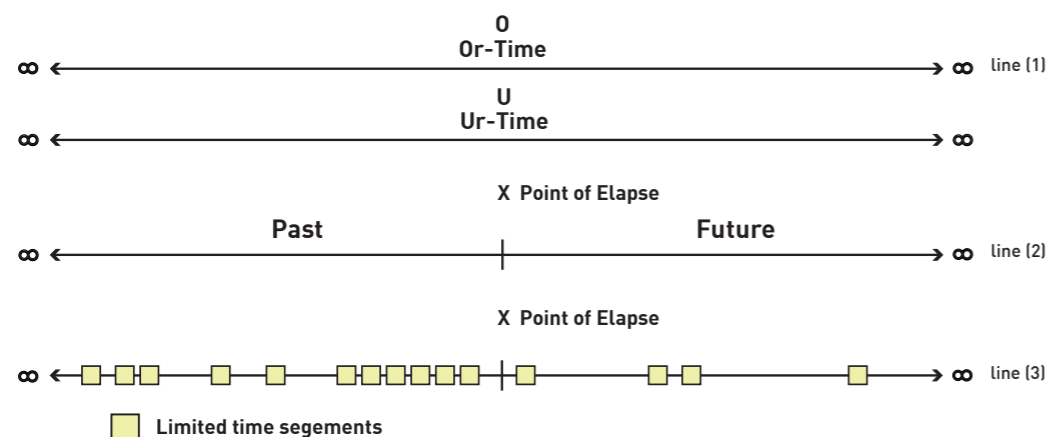 O
Or-Time
∞ ∞ line (1)
U
Ur-Time
∞ ∞
X Point of Elapse
Past Future
∞ ∞ line (2)
X Point of Elapse
∞ ∞ line (3)
Limited time segements